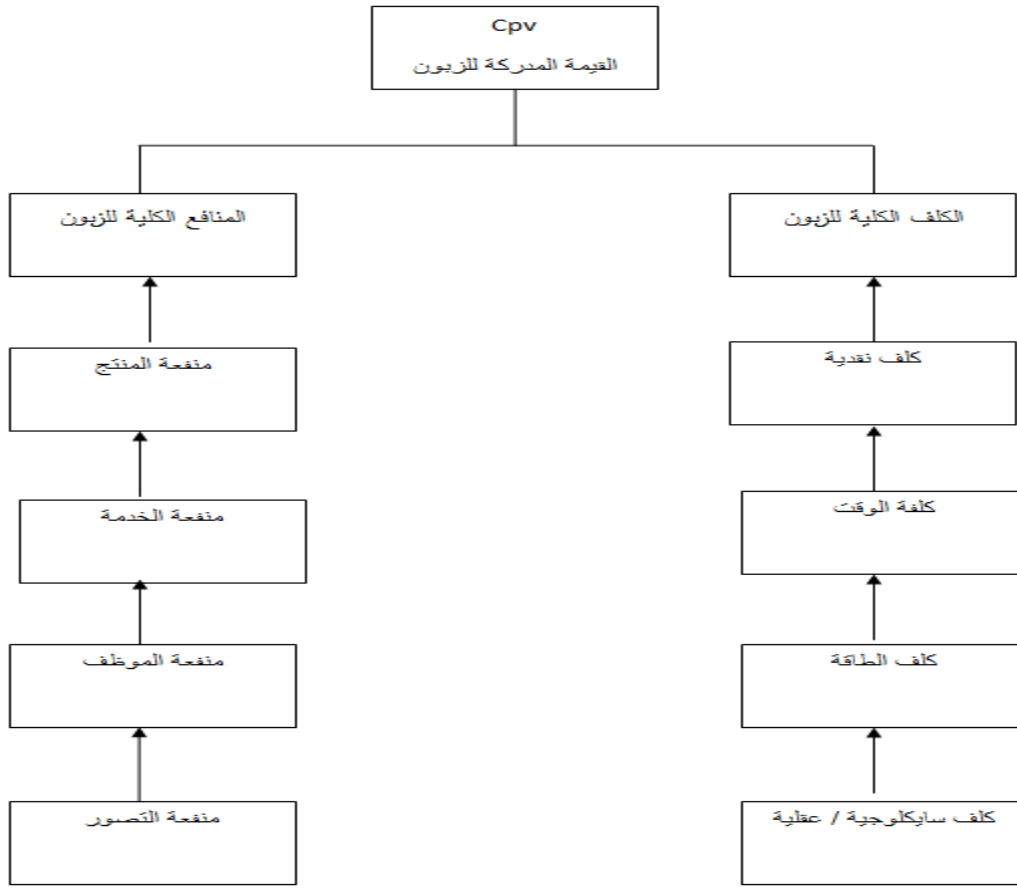 Cpv
القيمة المدركة للزبون
الكلف الكلية للزبون
المنافع الكلية للزبون
كلف نقدية
منفعة المنتج
كلفة الوقت
منفعة الخدمة
كلف الطاقة
منفعة الموظف
كلف سايكلوجية / عقلية
منفعة التصور